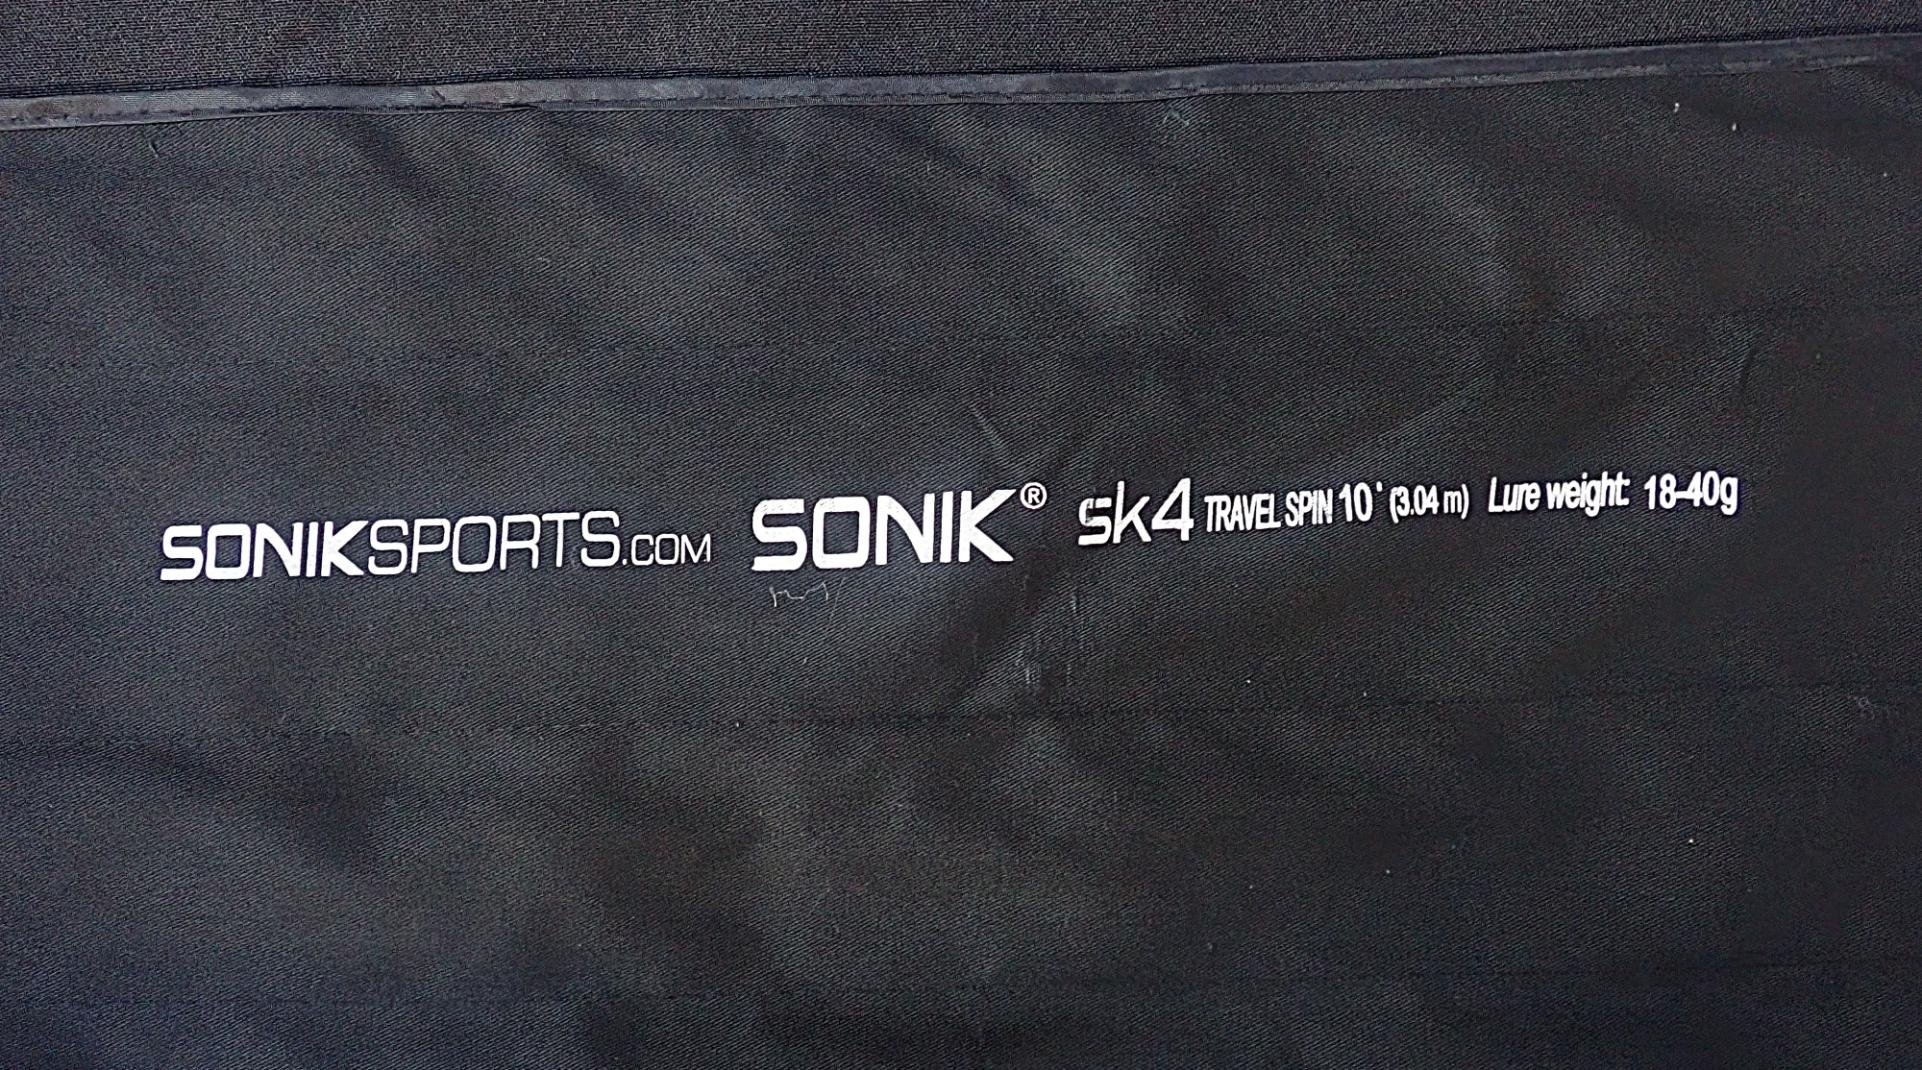 SONIKSPORTS.COM SONIK® sk4 TRAVEL SPIN 10' (3.04 m) Lure weight: 18-40g